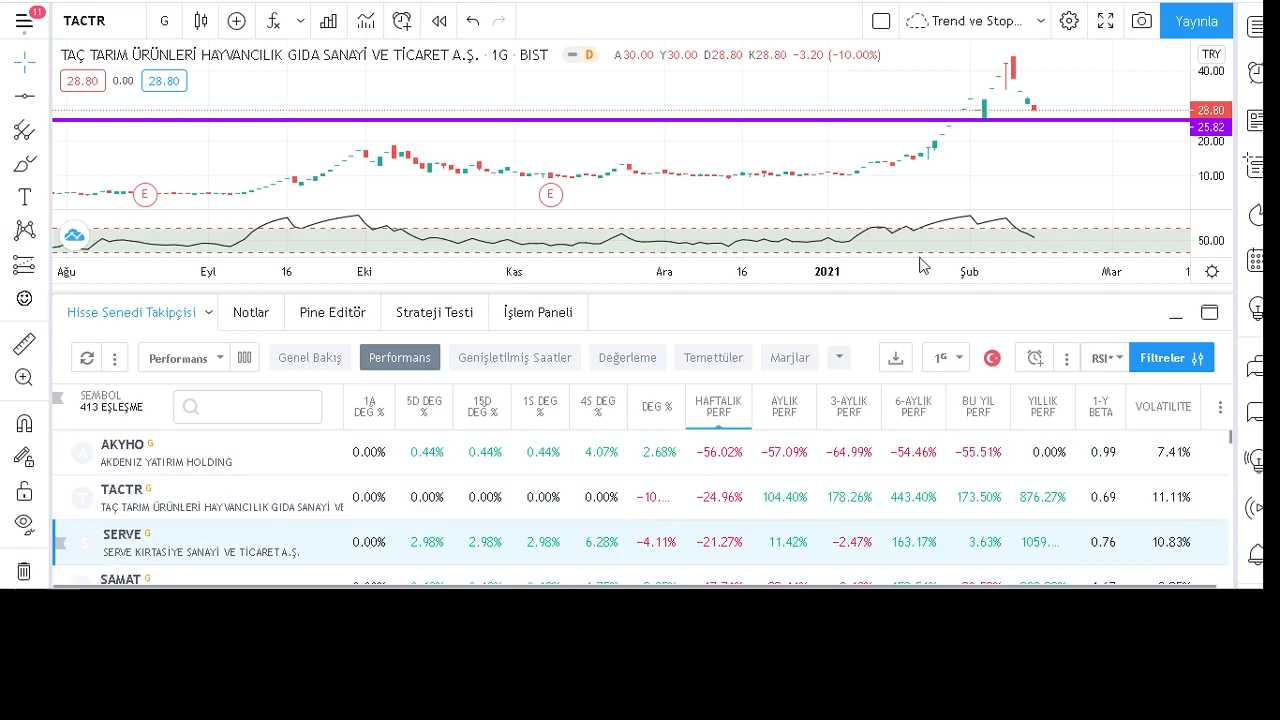 11
TACTR G Trend ve Stop... Yayınla
TAÇ TARIM ÜRÜNLERİ HAYVANCILIK GIDA SANAYİ VE TİCARET A.Ş. · 1G · BIST D A30.00 Y30.00 D28.80 K28.80 −3.20 (−10.00%)
TRY
28.80 0.00 28.80
40.00
28.80
25.82
20.00
10.00
E E
50.00
Ağu Eyl 16 Eki Kas Ara 16 2021 Şub Mar 1
Hisse Senedi Takipçisi Notlar Pine Editör Strateji Testi İşlem Paneli
Performans Genel Bakış Performans Genişletilmiş Saatler Değerleme Temettüler Marjlar 1G RSI* Filtreler
SEMBOL
413 EŞLEŞME
1A DEG % 5D DEG % 15D DEG % 1S DEG % 4S DEG % DEG % HAFTALIK PERF AYLIK PERF 3-AYLIK PERF 6-AYLIK PERF BU YIL PERF YILLIK PERF 1-Y BETA VOLATILITE
A AKYHO G 0.00% 0.44% 0.44% 0.44% 4.07% 2.68% −56.02% −57.09% −64.99% −54.46% −55.51% 0.00% 0.99 7.41%
AKDENIZ YATIRIM HOLDING
T TACTR G 0.00% 0.00% 0.00% 0.00% 0.00% −10.... −24.96% 104.40% 178.26% 443.40% 173.50% 876.27% 0.69 11.11%
TAÇ TARIM ÜRÜNLERİ HAYVANCILIK GIDA SANAYİ VE
S SERVE G 0.00% 2.98% 2.98% 2.98% 6.28% −4.11% −21.27% 11.42% −2.47% 163.17% 3.63% 1059.... 0.76 10.83%
SERVE KIRTASİYE SANAYİ VE TİCARET A.Ş.
SAMAT G